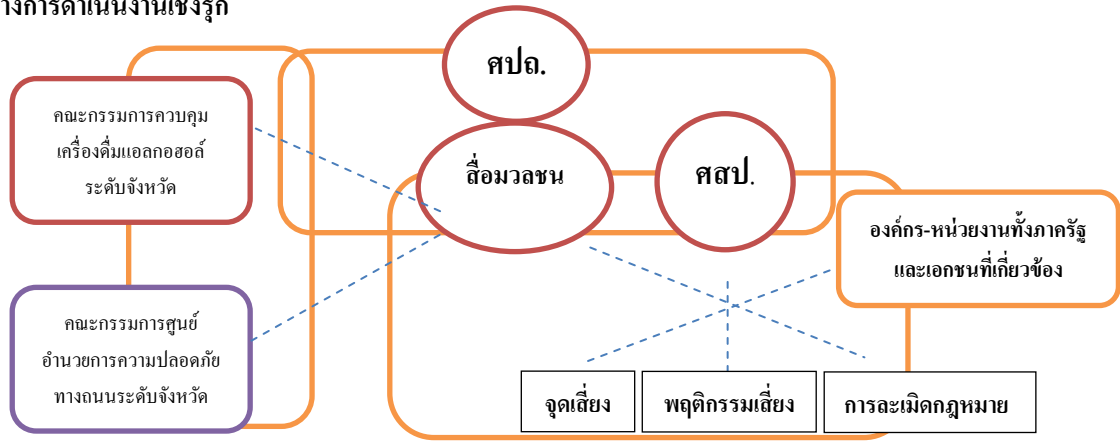 างการดำเนินงานเชิงรุก
ศปถ.
คณะกรรมการควบคุม
เครื่องดื่มแอลกอฮอล์
ระดับจังหวัด
สื่อมวลชน
ศสป.
องค์กร-หน่วยงานทั้งภาครัฐ
และเอกชนที่เกี่ยวข้อง
คณะกรรมการศูนย์
อำนวยการความปลอดภัย
ทางถนนระดับจังหวัด
จุดเสี่ยง
พฤติกรรมเสี่ยง
การละเมิดกฎหมาย